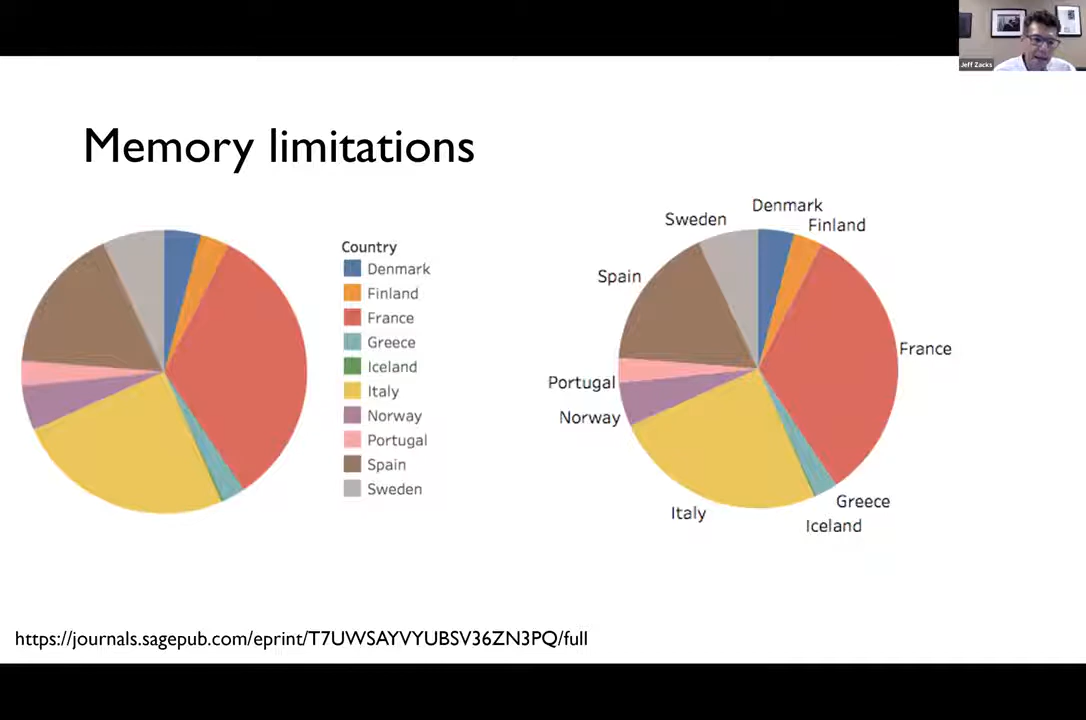 Jeff Zacks
Memory limitations
Country
Denmark
Finland
France
Greece
Iceland
Italy
Norway
Portugal
Spain
Sweden
Denmark
Sweden
Finland
Spain
France
Portugal
Norway
Greece
Italy
Iceland
https://journals.sagepub.com/eprint/T7UWSAYVYUBSV36ZN3PQ/full